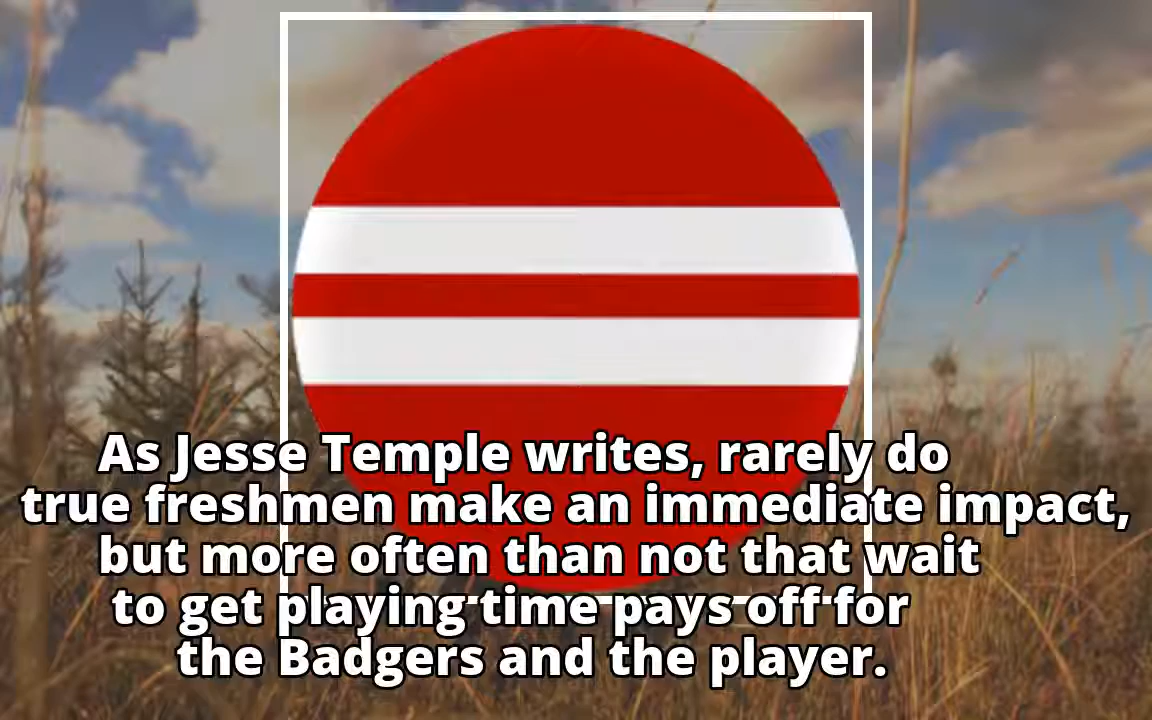 As Jesse Temple writes, rarely do
true freshmen make an immediate impact,
but more often than not that wait
to get playing time pays off for
the Badgers and the player.